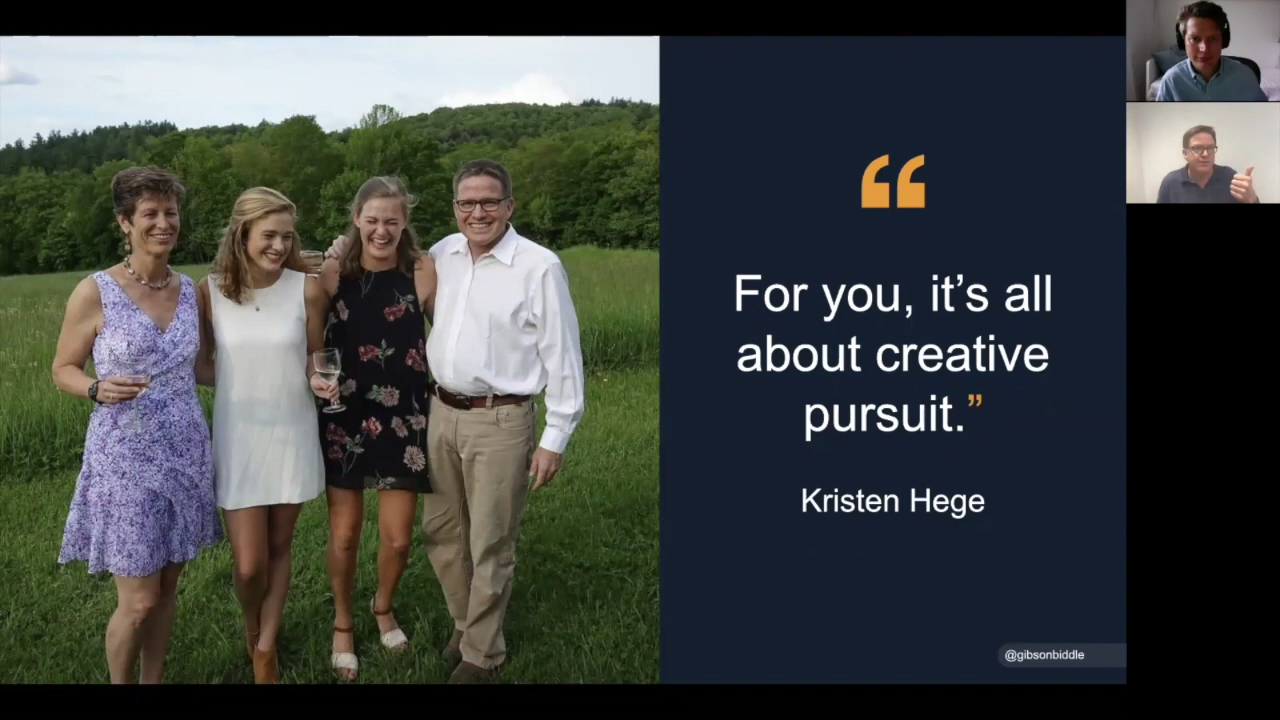 “
For you, it’s all
about creative
pursuit.”
Kristen Hege
@gibsonbiddle